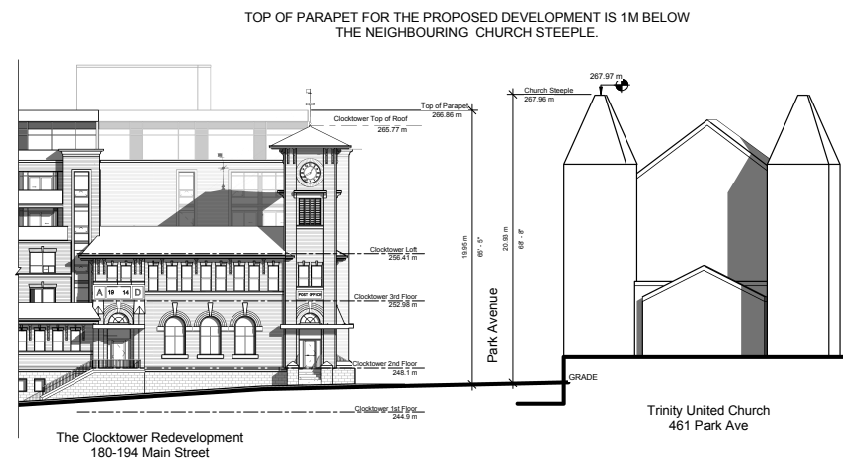 TOP OF PARAPET FOR THE PROPOSED DEVELOPMENT IS 1M BELOW
THE NEIGHBOURING CHURCH STEEPLE.
267.97 m
Church Steeple
267.96 m
Top of Parapet
266.86 m
Clocktower Top of Roof
265.77 m
Clocktower Loft
256.41 m
19.95 m
65' - 5"
20.93 m
68' - 8"
A 19 14 D
POST OFFICE
Clocktower 3rd Floor
252.98 m
Park Avenue
Clocktower 2nd Floor
248.1 m
GRADE
Clocktower 1st Floor
244.9 m
The Clocktower Redevelopment
180-194 Main Street
Trinity United Church
461 Park Ave